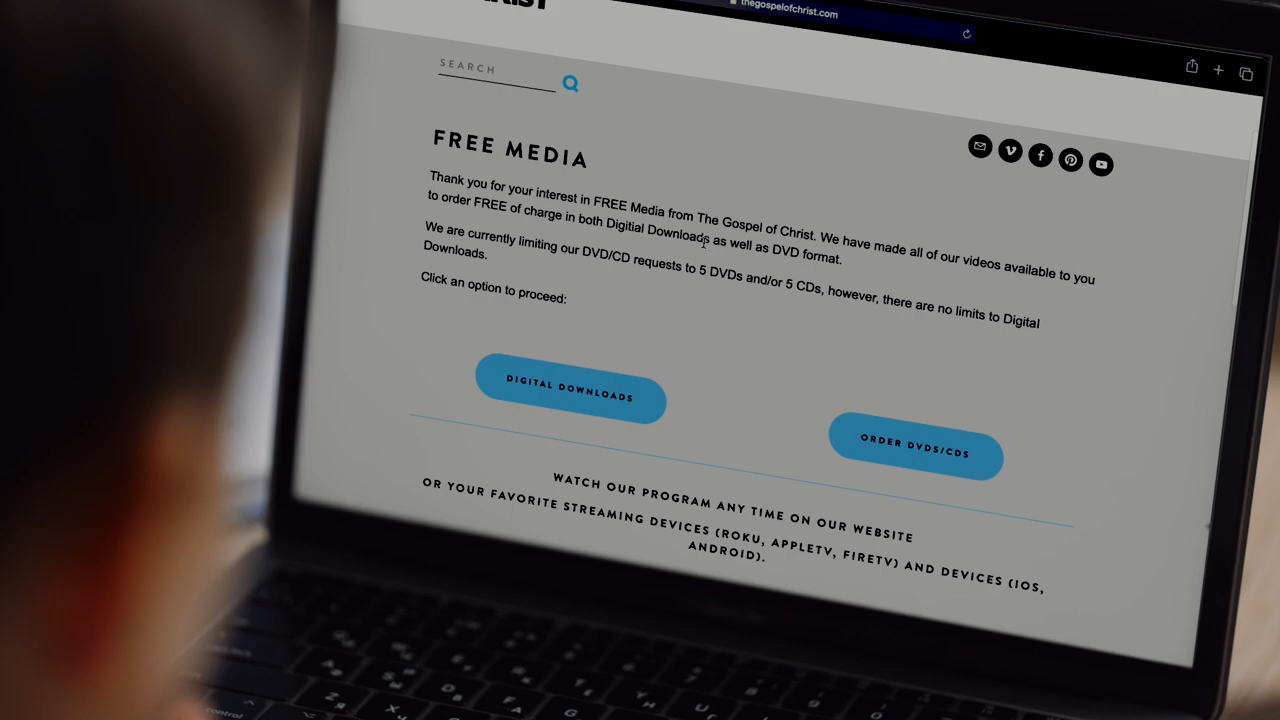 thegospelofchrist.com
SEARCH
FREE MEDIA
Thank you for your interest in FREE Media from The Gospel of Christ. We have made all of our videos available to you
to order FREE of charge in both Digitial Downloads as well as DVD format.
We are currently limiting our DVD/CD requests to 5 DVDs and/or 5 CDs, however, there are no limits to Digital
Downloads.
Click an option to proceed:
DIGITAL DOWNLOADS
ORDER DVDS/CDS
WATCH OUR PROGRAM ANY TIME ON OUR WEBSITE
OR YOUR FAVORITE STREAMING DEVICES (ROKU, APPLETV, FIRETV) AND DEVICES (IOS,
ANDROID).